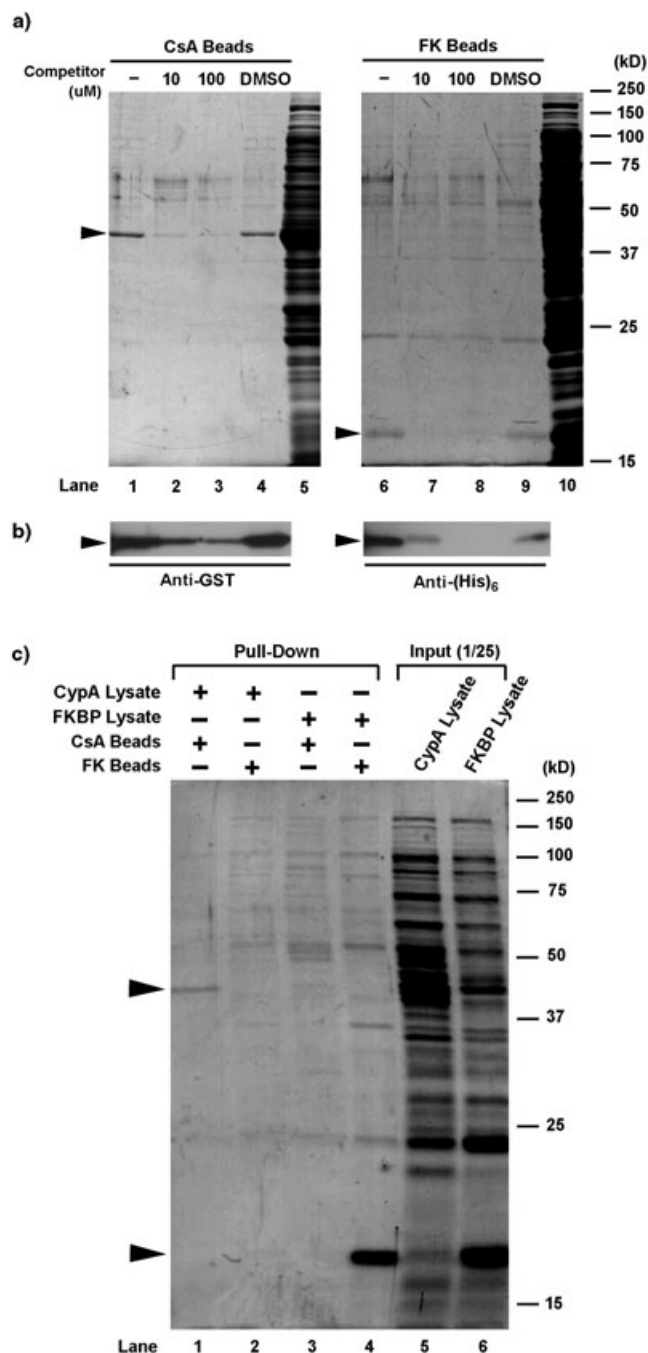 a)
CsA Beads
FK Beads
Competitor (uM)
– 10 100 DMSO
– 10 100 DMSO
(kD)
250
150
100
75
50
37
25
15
Lane 1 2 3 4 5 6 7 8 9 10
b)
Anti-GST
Anti-(His)6
c)
Pull-Down
Input (1/25)
CypA Lysate + + – –
FKBP Lysate – – + +
CsA Beads + – + –
FK Beads – + – +
CypA Lysate
FKBP Lysate
(kD)
250
150
100
75
50
37
25
15
Lane 1 2 3 4 5 6